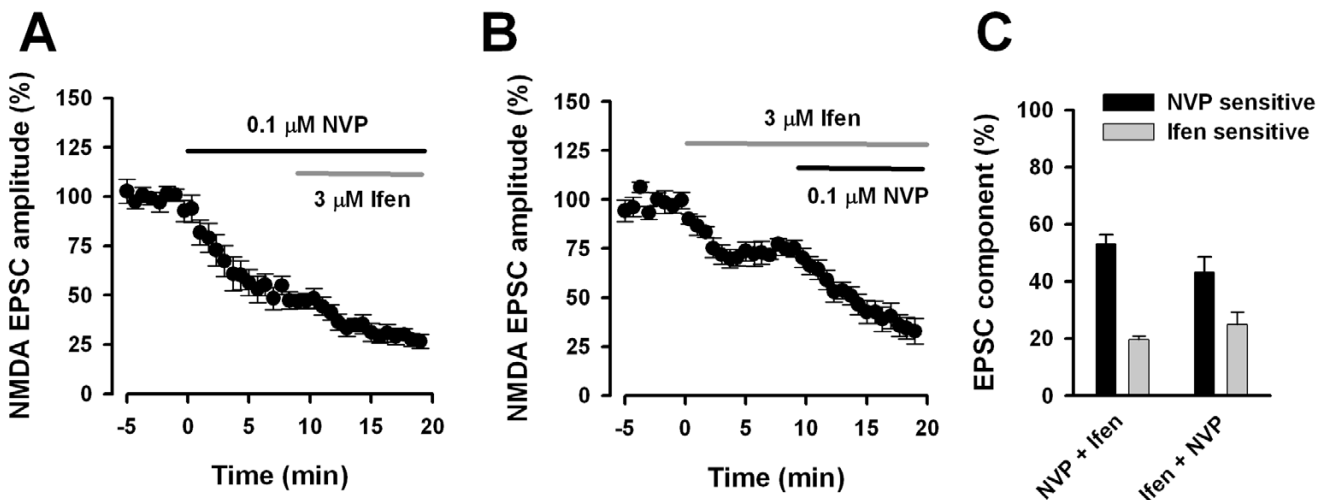 A
NMDA EPSC amplitude (%)
150
125
100
75
50
25
0
0.1 μM NVP
3 μM Ifen
-5 0 5 10 15 20
Time (min)
B
NMDA EPSC amplitude (%)
150
125
100
75
50
25
0
3 μM Ifen
0.1 μM NVP
-5 0 5 10 15 20
Time (min)
C
EPSC component (%)
100
80
60
40
20
0
NVP sensitive
Ifen sensitive
NVP + Ifen
Ifen + NVP